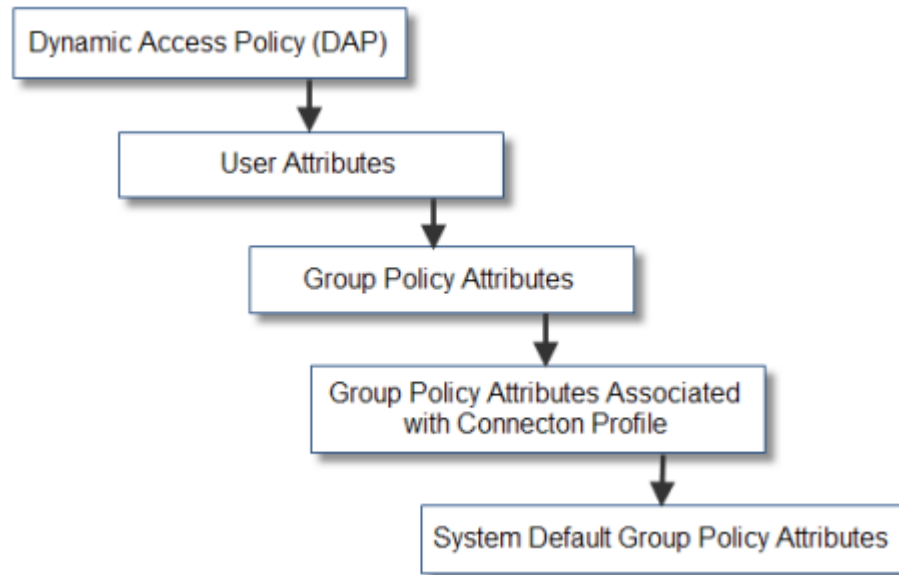 Dynamic Access Policy (DAP)
User Attributes
Group Policy Attributes
Group Policy Attributes Associated
with Connecton Profile
System Default Group Policy Attributes